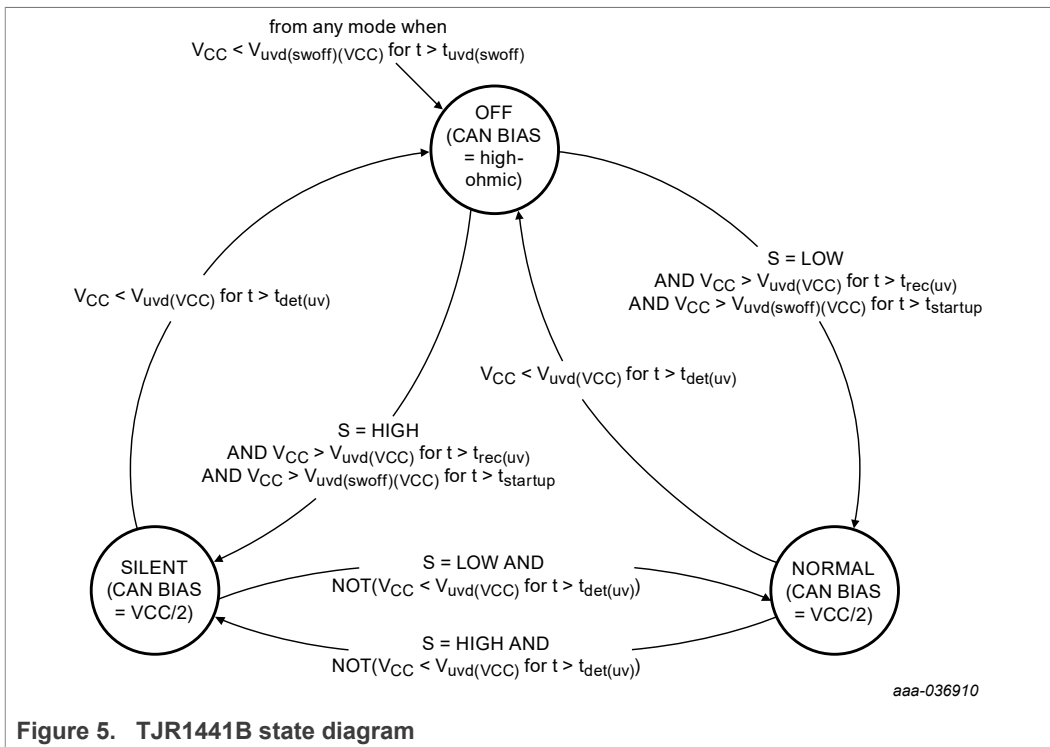 from any mode when
VCC < Vuvd(swoff)(VCC) for t > tuvd(swoff)
OFF
(CAN BIAS
= high-
ohmic)
S = LOW
AND VCC > Vuvd(VCC) for t > trec(uv)
AND VCC > Vuvd(swoff)(VCC) for t > tstartup
VCC < Vuvd(VCC) for t > tdet(uv)
VCC < Vuvd(VCC) for t > tdet(uv)
S = HIGH
AND VCC > Vuvd(VCC) for t > trec(uv)
AND VCC > Vuvd(swoff)(VCC) for t > tstartup
SILENT
(CAN BIAS
= VCC/2)
S = LOW AND
NOT(VCC < Vuvd(VCC) for t > tdet(uv))
NORMAL
(CAN BIAS
= VCC/2)
S = HIGH AND
NOT(VCC < Vuvd(VCC) for t > tdet(uv))
aaa-036910
Figure 5. TJR1441B state diagram